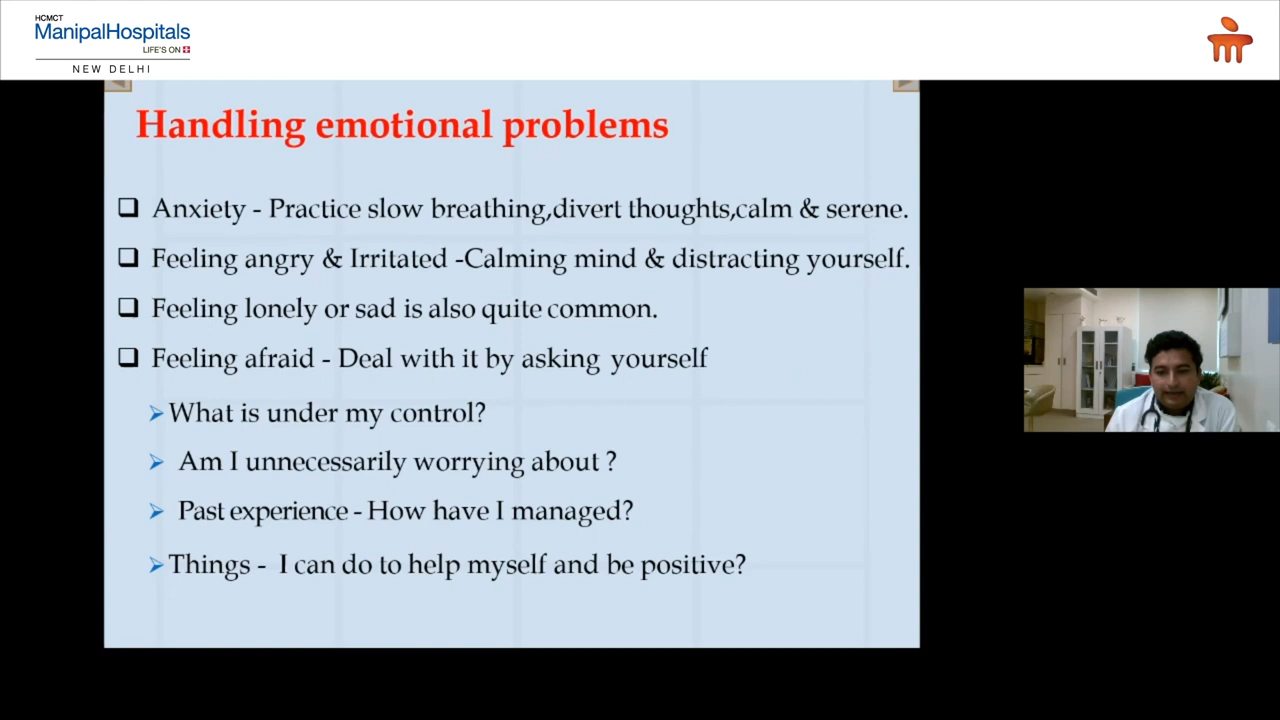 HCMCT
ManipalHospitals
LIFE'S ON
NEW DELHI
Handling emotional problems
Anxiety - Practice slow breathing,divert thoughts,calm & serene.
Feeling angry & Irritated -Calming mind & distracting yourself.
Feeling lonely or sad is also quite common.
Feeling afraid - Deal with it by asking yourself
What is under my control?
Am I unnecessarily worrying about ?
Past experience - How have I managed?
Things - I can do to help myself and be positive?